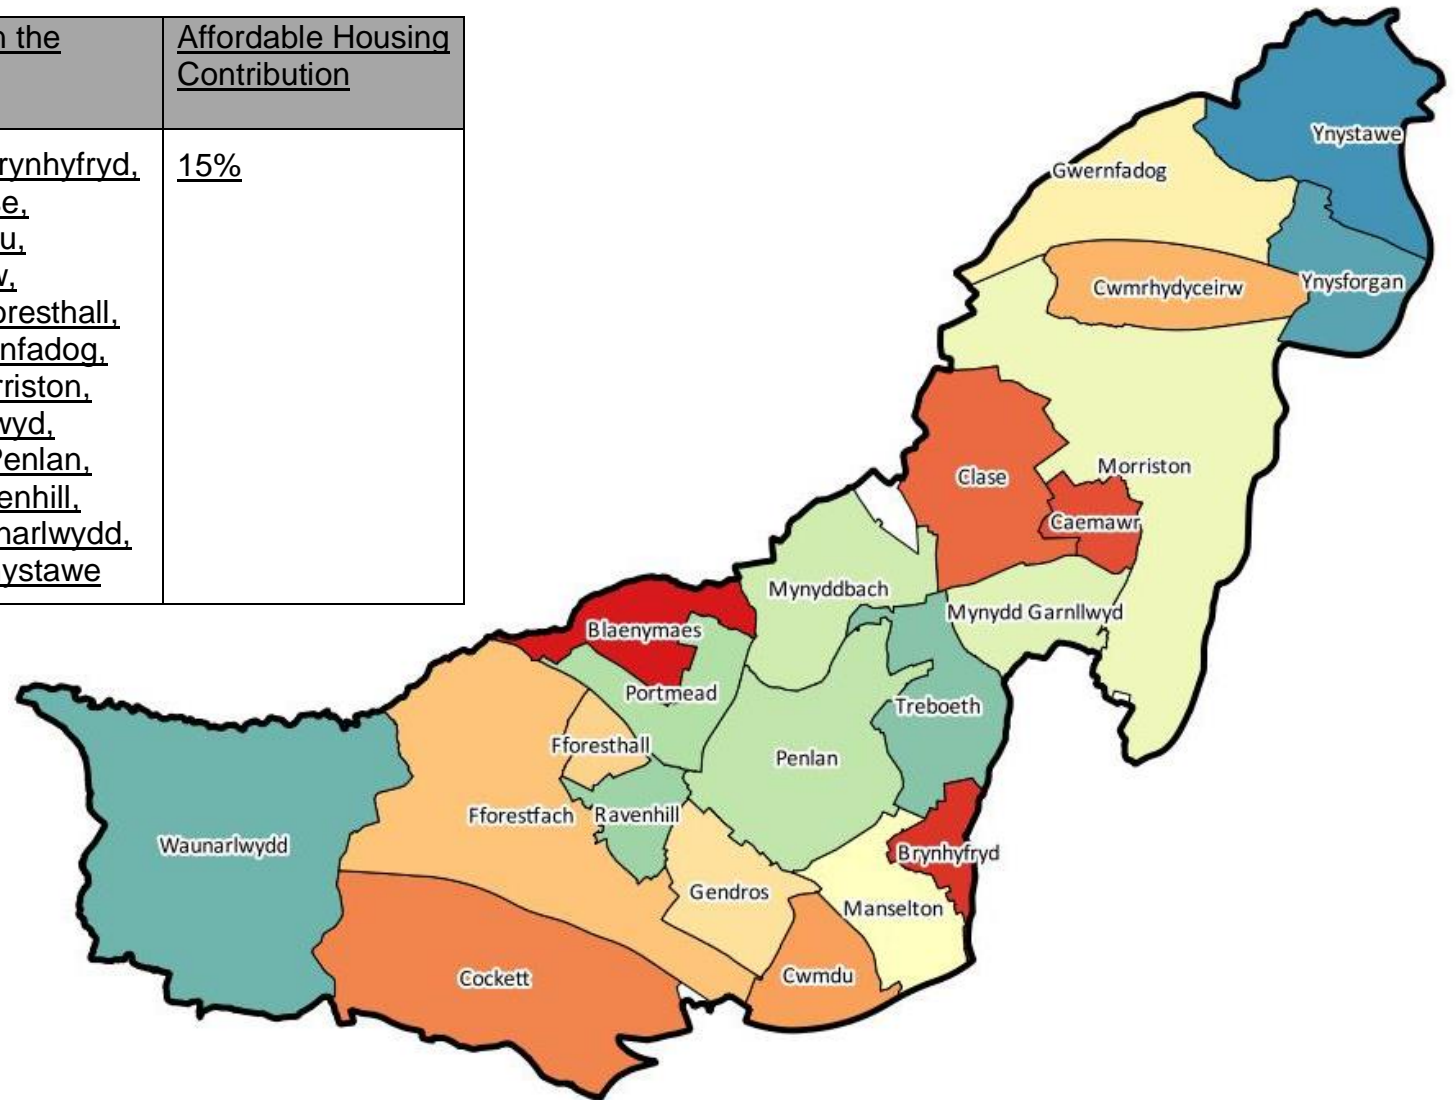 n the
Affordable Housing
Contribution
rynhyfryd,
15%
e,
u,
w,
oresthall,
nfadog,
rriston,
wyd,
Penlan,
enhill,
narlwydd,
ystawe
Ynystawe
Gwernfadog
Ynysforgan
Cwmrhydyceirw
Morriston
Clase
Caemawr
Mynyddbach
Mynydd Garnllwyd
Blaenymaes
Portmead
Treboeth
Fforesthall
Penlan
Fforestfach
Ravenhill
Waunarlwydd
Brynhyfryd
Gendros
Manselton
Cockett
Cwmdu